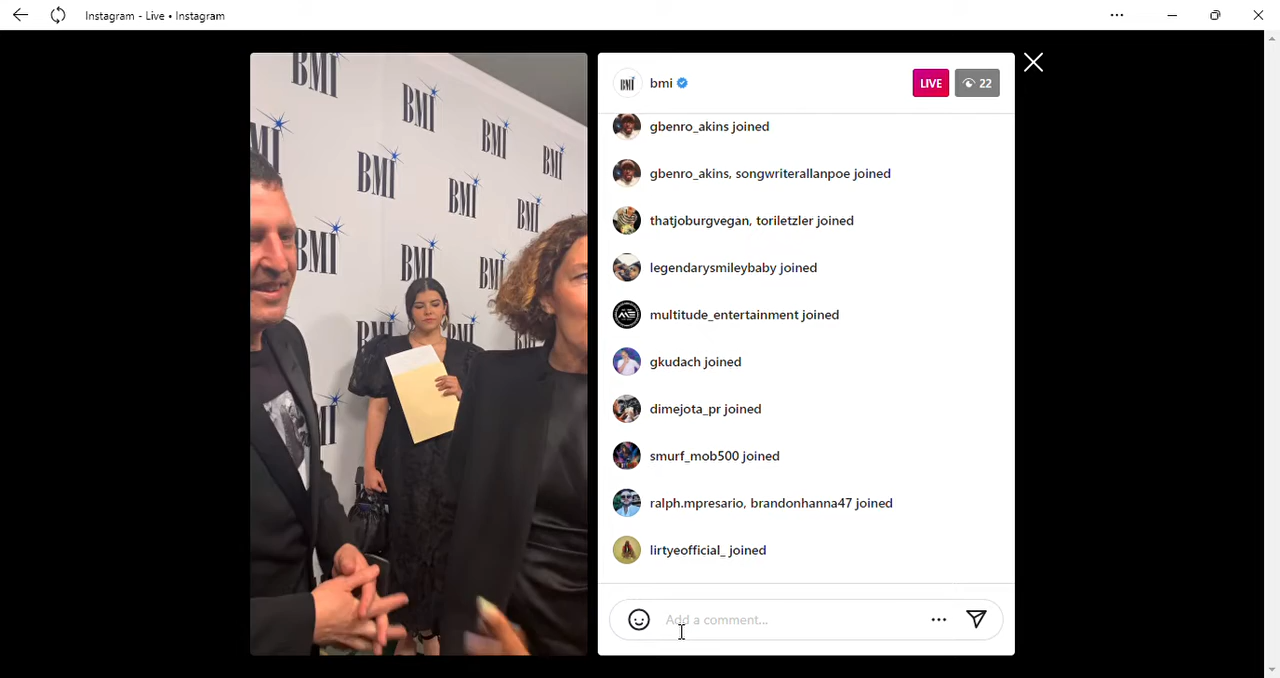 Instagram - Live • Instagram
BMI
BMI
BMI
BMI
BMI
BMI
BMI
BMI
BMI
BMI
BMI
bmi
LIVE
22
gbenro_akins joined
gbenro_akins, songwriterallanpoe joined
thatjoburgvegan, toriletzler joined
legendarysmileybaby joined
multitude_entertainment joined
gkudach joined
dimejota_pr joined
smurf_mob500 joined
ralph.mpresario, brandonhanna47 joined
lirtyeofficial_ joined
Add a comment...